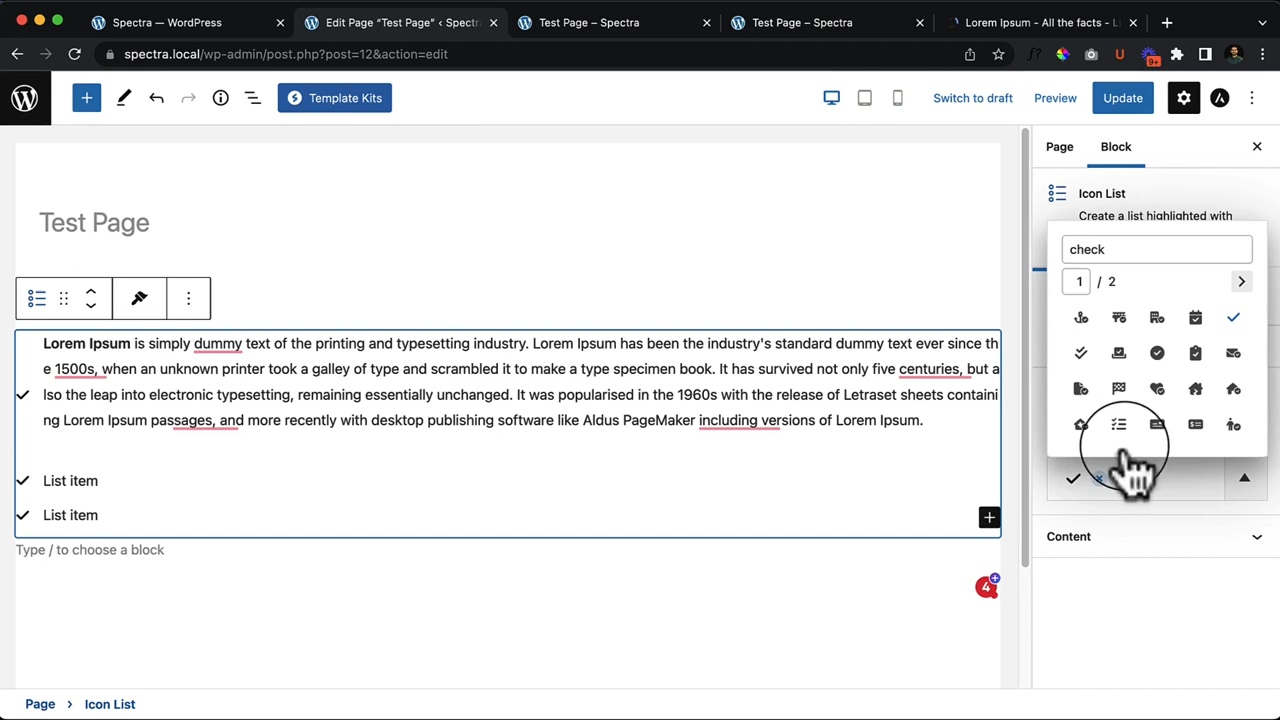 Spectra — WordPress
Edit Page “Test Page” ‹ Spectr
Test Page – Spectra
Test Page – Spectra
Lorem Ipsum - All the facts - Li
spectra.local/wp-admin/post.php?post=12&action=edit
9+
Template Kits
Switch to draft
Preview
Update
Page
Block
Icon List
Create a list highlighted with
check
1 / 2
Test Page
Lorem Ipsum is simply dummy text of the printing and typesetting industry. Lorem Ipsum has been the industry's standard dummy text ever since th
e 1500s, when an unknown printer took a galley of type and scrambled it to make a type specimen book. It has survived not only five centuries, but a
lso the leap into electronic typesetting, remaining essentially unchanged. It was popularised in the 1960s with the release of Letraset sheets containi
ng Lorem Ipsum passages, and more recently with desktop publishing software like Aldus PageMaker including versions of Lorem Ipsum.
List item
List item
Type / to choose a block
4
Content
Page > Icon List